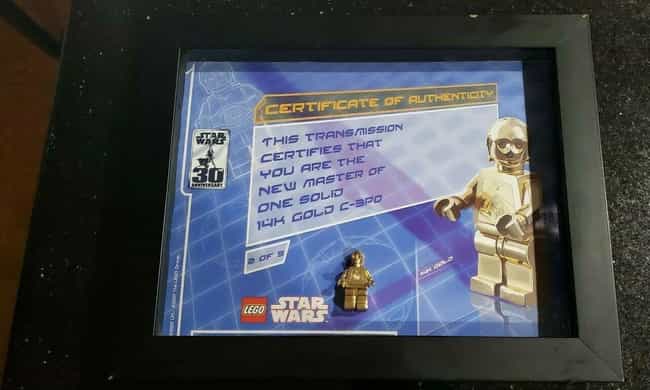 CERTIFICATE OF AUTHENTICITY
THIS TRANSMISSION
CERTIFIES THAT
YOU ARE THE
NEW MASTER OF
ONE SOLID
14K GOLD C-3PO
STAR
WARS
30
ANNIVERSARY
2 OF 5
14K GOLD
LEGO
STAR
WARS